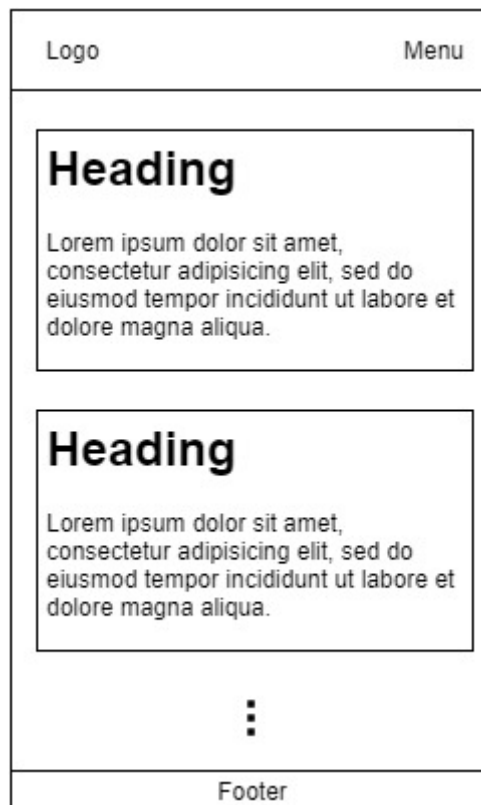 Logo Menu
Heading
Lorem ipsum dolor sit amet,
consectetur adipisicing elit, sed do
eiusmod tempor incididunt ut labore et
dolore magna aliqua.
Heading
Lorem ipsum dolor sit amet,
consectetur adipisicing elit, sed do
eiusmod tempor incididunt ut labore et
dolore magna aliqua.
Footer